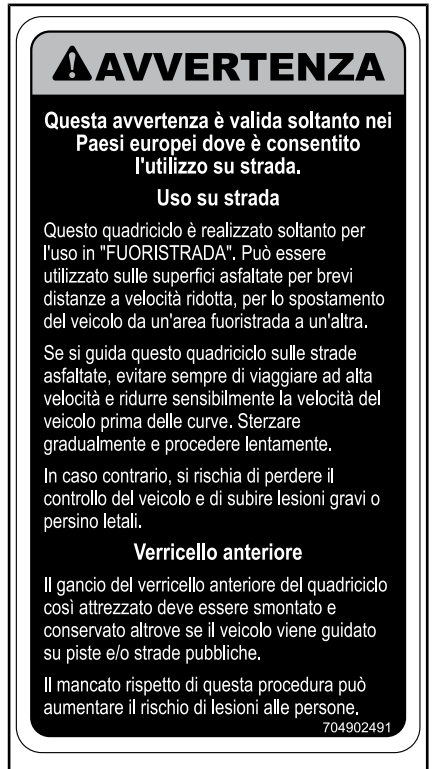 AVVERTENZA
Questa avvertenza è valida soltanto nei
Paesi europei dove è consentito
l'utilizzo su strada.
Uso su strada
Questo quadriciclo è realizzato soltanto per
l'uso in "FUORISTRADA". Può essere
utilizzato sulle superfici asfaltate per brevi
distanze a velocità ridotta, per lo spostamento
del veicolo da un'area fuoristrada a un'altra.
Se si guida questo quadriciclo sulle strade
asfaltate, evitare sempre di viaggiare ad alta
velocità e ridurre sensibilmente la velocità del
veicolo prima delle curve. Sterzare
gradualmente e procedere lentamente.
In caso contrario, si rischia di perdere il
controllo del veicolo e di subire lesioni gravi o
persino letali.
Verricello anteriore
Il gancio del verricello anteriore del quadriciclo
così attrezzato deve essere smontato e
conservato altrove se il veicolo viene guidato
su piste e/o strade pubbliche.
Il mancato rispetto di questa procedura può
aumentare il rischio di lesioni alle persone.
704902491